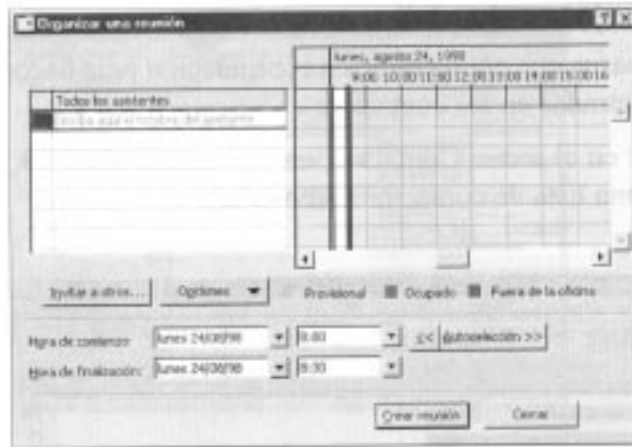 Organizar una reunión
lunes, agosto 24, 1998
9:00 10:00 11:00 12:00 13:00 14:00 15:00 16
Todos los asistentes
Escriba aquí el nombre del asistente
Invitar a otros... Opciones Provisional Ocupado Fuera de la oficina
Hora de comienzo: lunes 24/08/98 8:00 << Autoselección >>
Hora de finalización: lunes 24/08/98 8:30
Crear reunión Cerrar